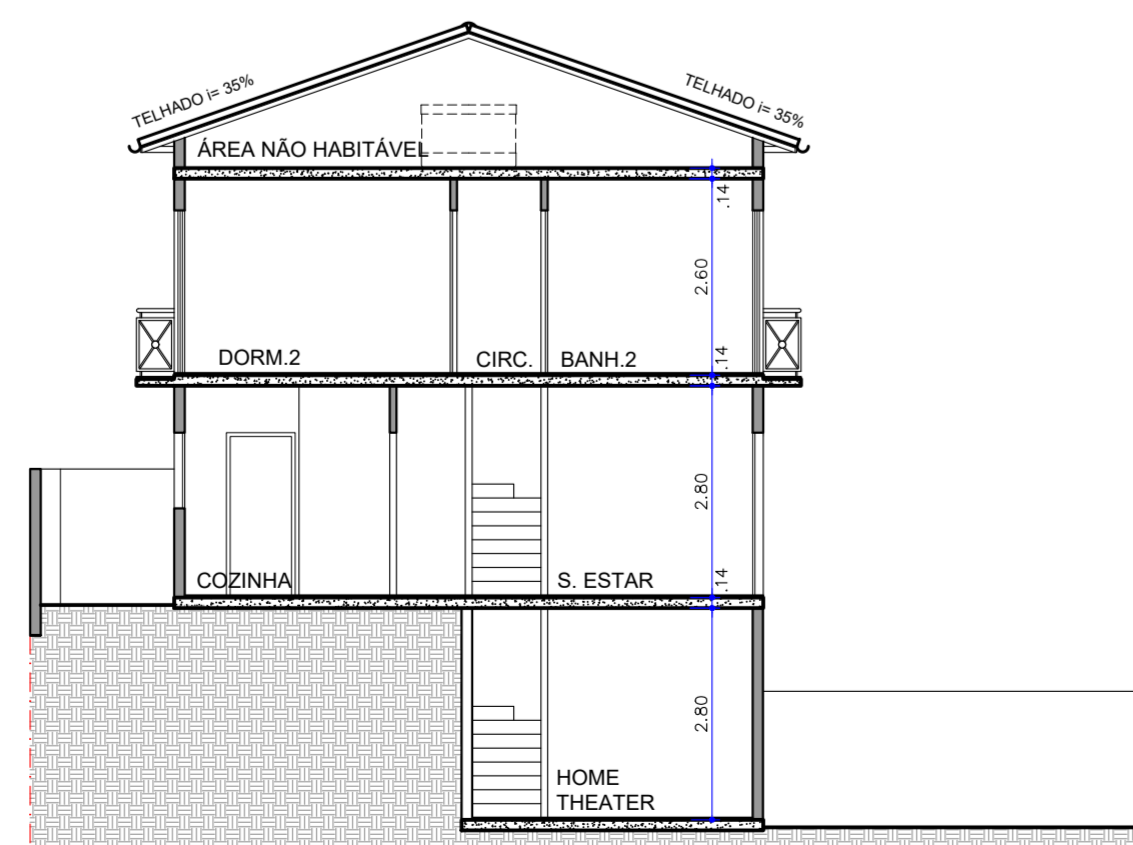 TELHADO i= 35%
TELHADO i= 35%
ÁREA NÃO HABITÁVEL
.14
2.60
DORM.2
CIRC.
BANH.2
.14
2.80
COZINHA
S. ESTAR
.14
2.80
HOME
THEATER